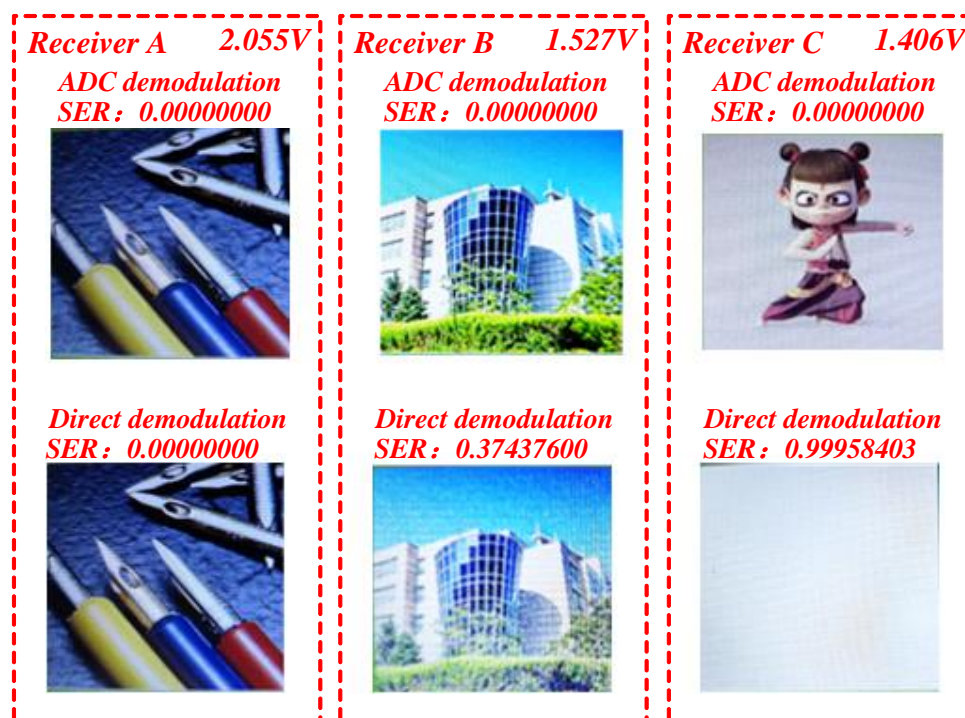 Receiver A 2.055V
ADC demodulation
SER：0.00000000
Direct demodulation
SER：0.00000000
Receiver B 1.527V
ADC demodulation
SER：0.00000000
Direct demodulation
SER：0.37437600
Receiver C 1.406V
ADC demodulation
SER：0.00000000
Direct demodulation
SER：0.99958403